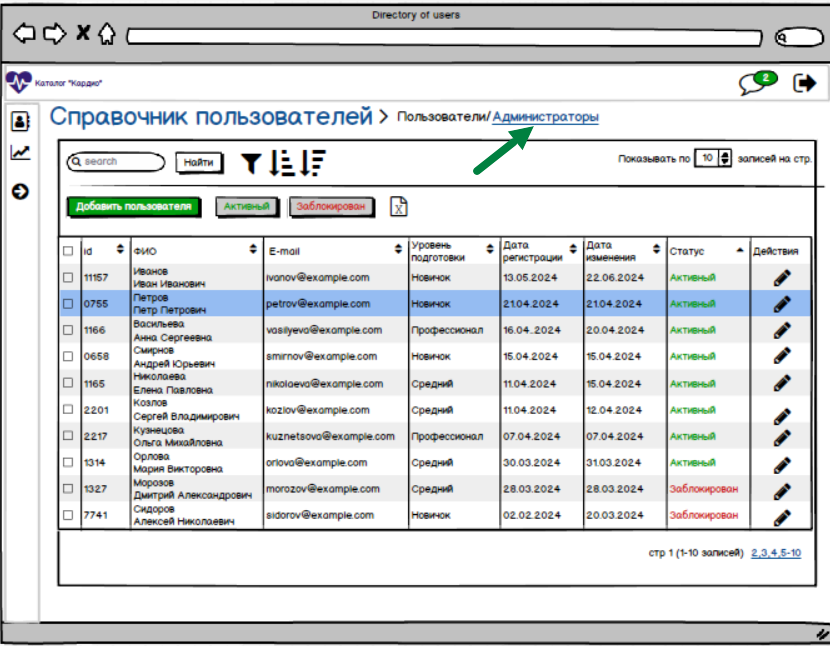 Directory of users
2
Каталог "Кардио"
Справочник пользователей > Пользователи/Администраторы
search Найти Показывать по 10 записей на стр.
Добавить пользователя Активный Заблокирован X
id ФИО E-mail Уровень подготовки Дата регистрации Дата изменения Статус Действия
11157 Иванов Иван Иванович ivanov@example.com Новичок 13.05.2024 22.06.2024 Активный
0755 Петров Петр Петрович petrov@example.com Новичок 21.04.2024 21.04.2024 Активный
1166 Васильева Анна Сергеевна vasilyeva@example.com Профессионал 16.04..2024 20.04.2024 Активный
0658 Смирнов Андрей Юрьевич smirnov@example.com Новичок 15.04.2024 15.04.2024 Активный
1165 Николаева Елена Павловна nikolaeva@example.com Средний 11.04.2024 15.04.2024 Активный
2201 Козлов Сергей Владимирович kozlov@example.com Средний 11.04.2024 12.04.2024 Активный
2217 Кузнецова Ольга Михайловна kuznetsova@example.com Профессионал 07.04.2024 07.04.2024 Активный
1314 Орлова Мария Викторовна orlova@example.com Средний 30.03.2024 31.03.2024 Активный
1327 Морозов Дмитрий Александрович morozov@example.com Средний 28.03.2024 28.03.2024 Заблокирован
7741 Сидоров Алексей Николаевич sidorov@example.com Новичок 02.02.2024 20.03.2024 Заблокирован
стр 1 (1-10 записей) 2,3,4,5-10